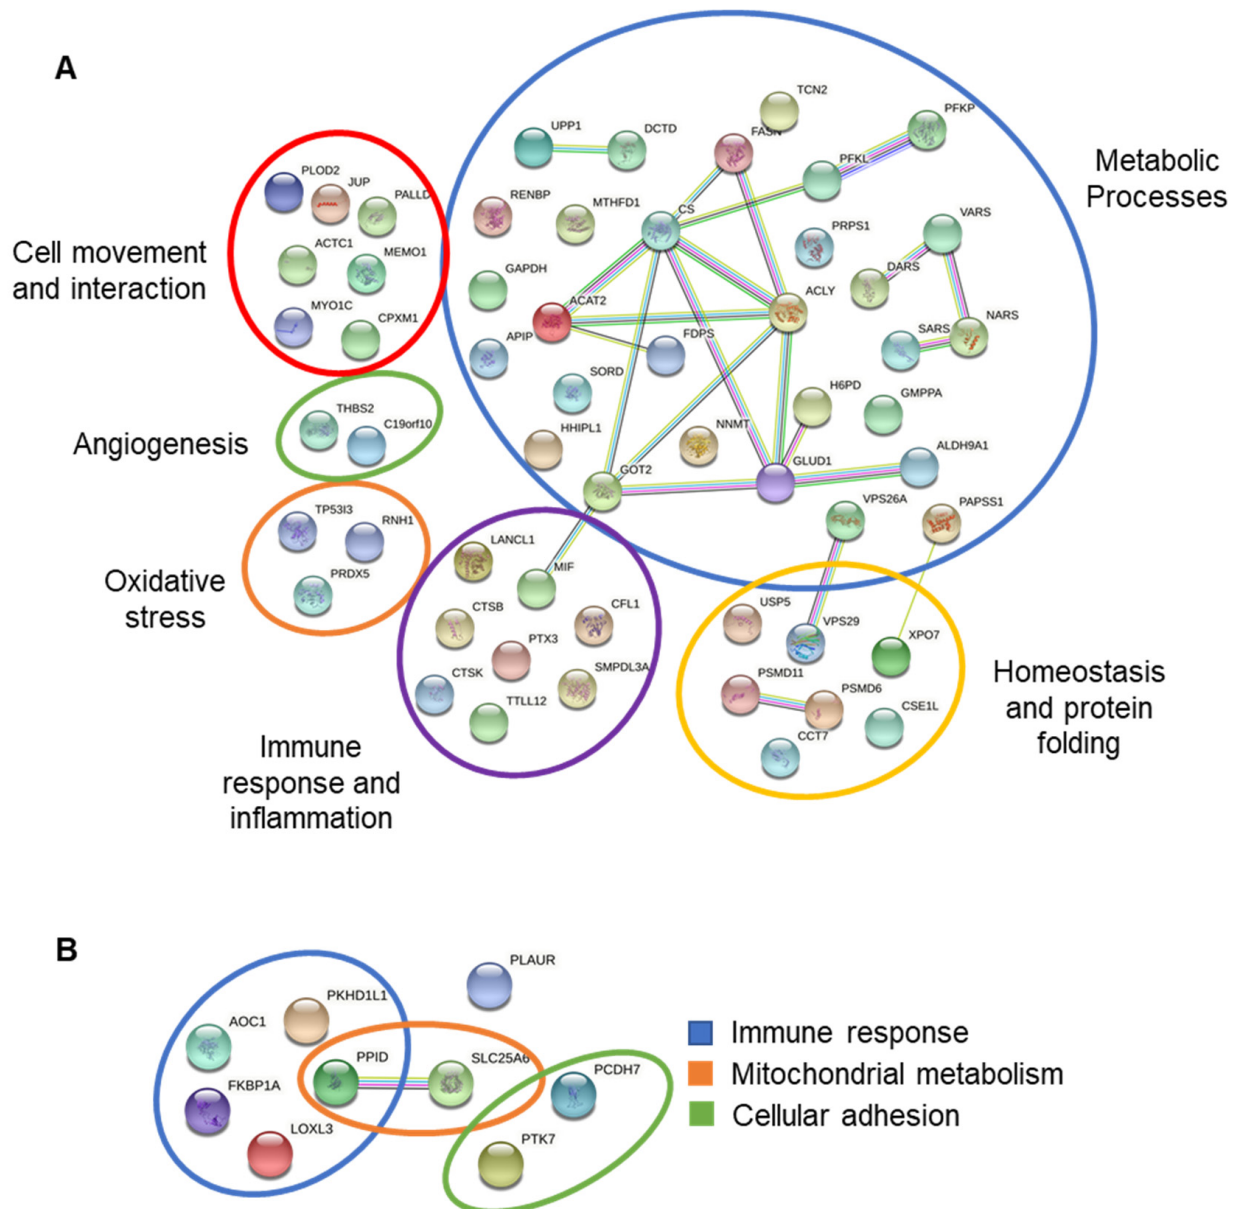 A
TCN2
PFKP
UPP1
DCTD
FASN
PFKL
Metabolic
Processes
PLOD2
JUP
PALLD
RENBP
MTHFD1
CS
PRPS1
VARS
Cell movement
and interaction
ACTC1
MEMO1
GAPDH
DARS
MYO1C
CPXM1
ACAT2
ACLY
SARS
NARS
APIP
FDPS
SORD
H6PD
GMPPA
Angiogenesis
THBS2
C19orf10
HHIPL1
NNMT
ALDH9A1
GOT2
GLUD1
VPS26A
PAPSS1
Oxidative
stress
TP53I3
RNH1
PRDX5
LANCL1
MIF
CTSB
CFL1
PTX3
CTSK
SMPDL3A
TTLL12
USP5
VPS29
XPO7
PSMD11
PSMD6
CSE1L
CCT7
Homeostasis
and protein
folding
Immune
response and
inflammation
B
PLAUR
PKHD1L1
AOC1
PPID
SLC25A6
PCDH7
FKBP1A
LOXL3
PTK7
Immune response
Mitochondrial metabolism
Cellular adhesion